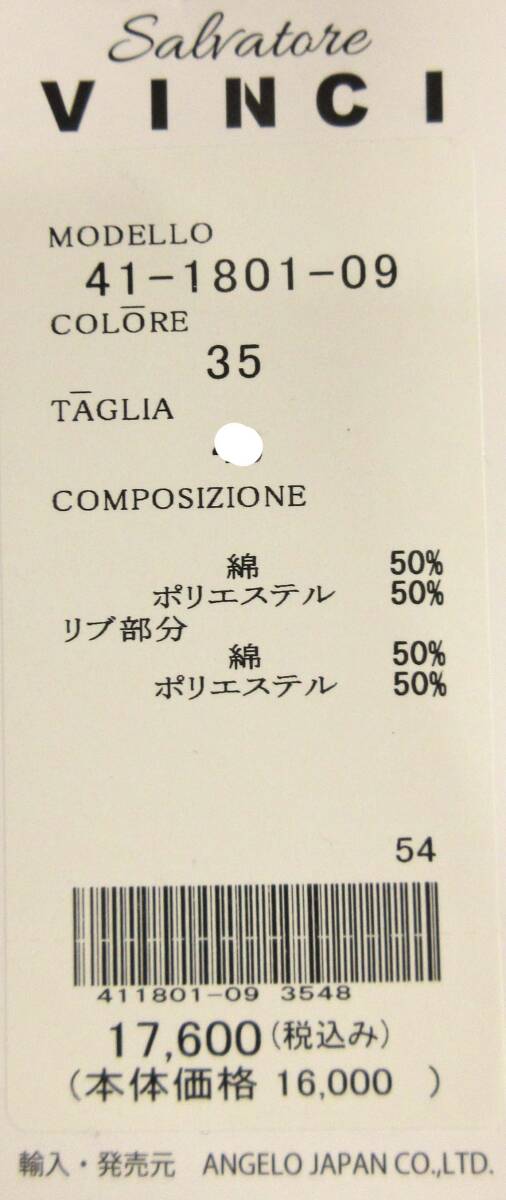 Salvatore
VINCI
MODELLO
41-1801-09
COLORE
35
TAGLIA
COMPOSIZIONE
綿 50%
ポリエステル 50%
リブ部分
綿 50%
ポリエステル 50%
54
411801-09 3548
17,600(税込み)
(本体価格 16,000 )
輸入・発売元 ANGELO JAPAN CO.,LTD.